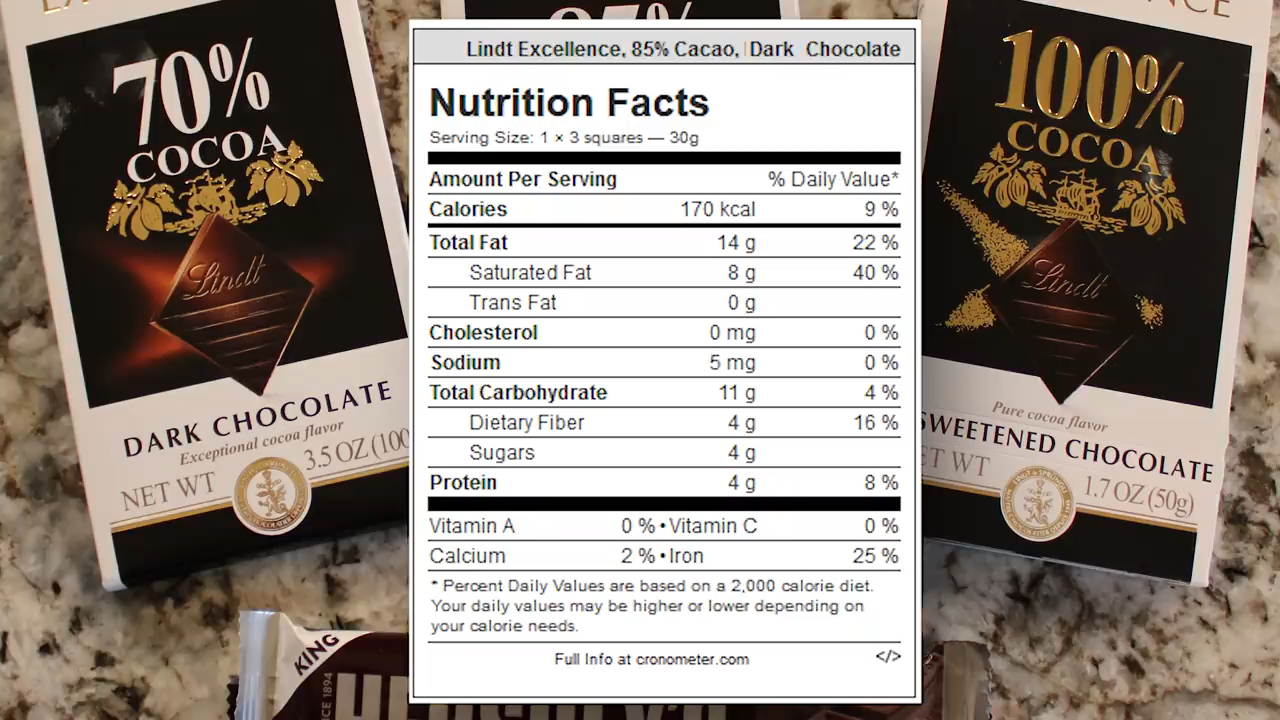 70%
COCOA
Lindt
DARK CHOCOLATE
Exceptional cocoa flavor
NET WT 3.5 OZ (100
Lindt Excellence, 85% Cacao, Dark Chocolate
Nutrition Facts
Serving Size: 1 × 3 squares — 30g
Amount Per Serving % Daily Value*
Calories 170 kcal 9 %
Total Fat 14 g 22 %
Saturated Fat 8 g 40 %
Trans Fat 0 g
Cholesterol 0 mg 0 %
Sodium 5 mg 0 %
Total Carbohydrate 11 g 4 %
Dietary Fiber 4 g 16 %
Sugars 4 g
Protein 4 g 8 %
Vitamin A 0 % • Vitamin C 0 %
Calcium 2 % • Iron 25 %
* Percent Daily Values are based on a 2,000 calorie diet.
Your daily values may be higher or lower depending on
your calorie needs.
Full Info at cronometer.com </>
100%
COCOA
Lindt
Pure cocoa flavor
SWEETENED CHOCOLATE
ET WT 1.7 OZ (50g)
KING
CE 1894